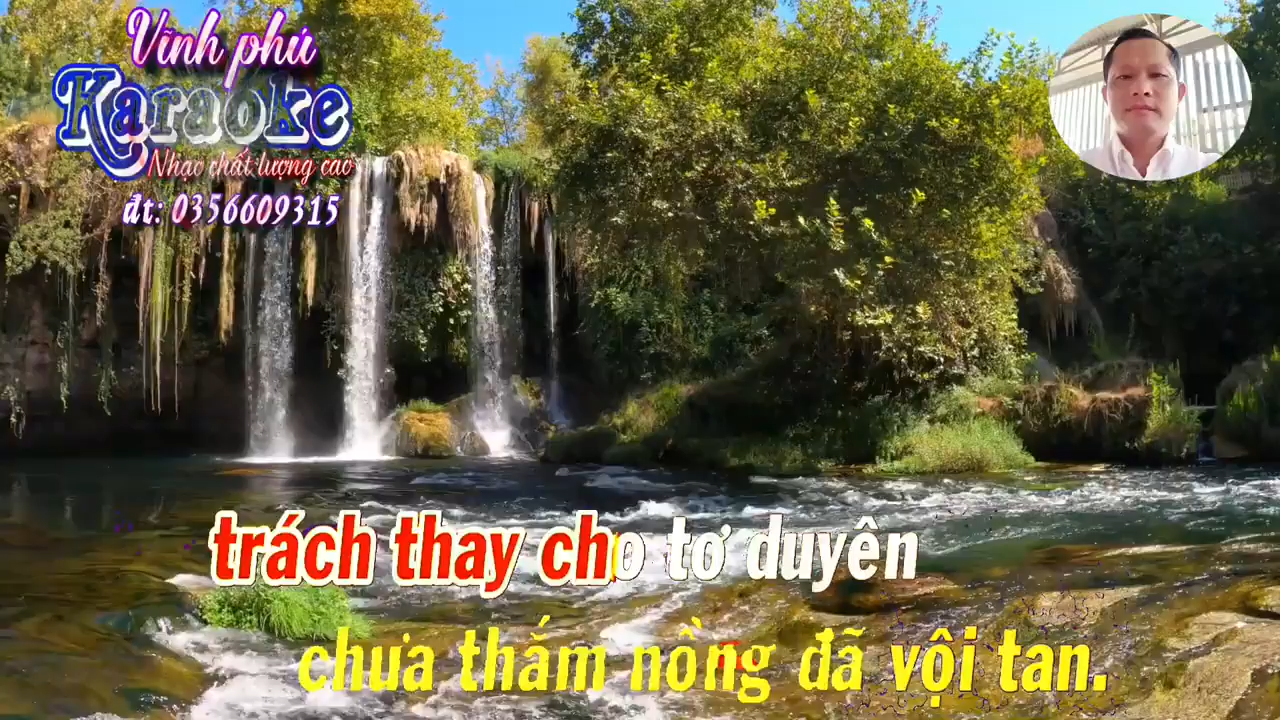 Vĩnh phú
Karaoke
Nhạc chất lượng cao
đt: 0356609315
trách thay cho tơ duyên
chưa thắm nồng đã vội tan.